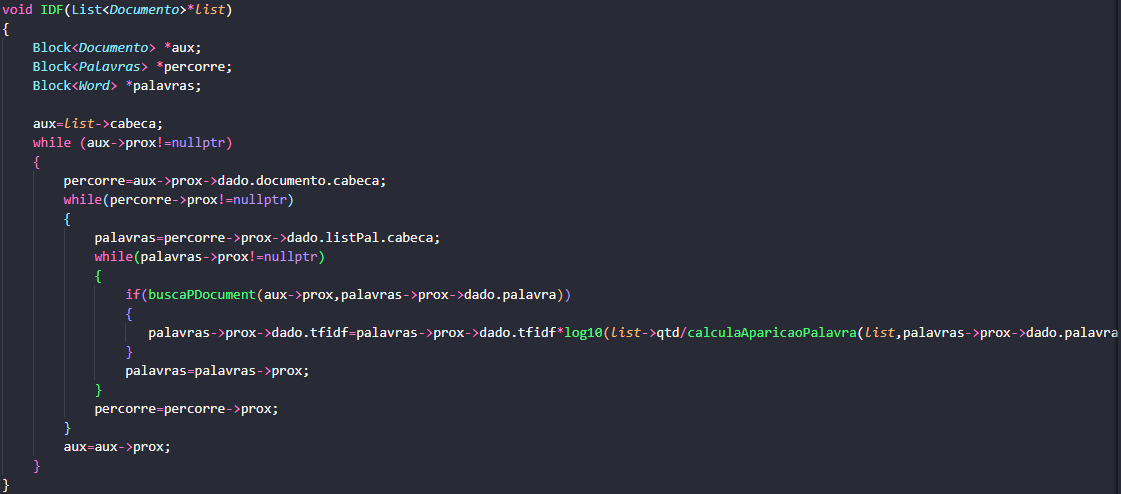 void IDF(List<Documento>*list)
{
    Block<Documento> *aux;
    Block<Palavras> *percorre;
    Block<Word> *palavras;

    aux=list->cabeca;
    while (aux->prox!=nullptr)
    {
        percorre=aux->prox->dado.documento.cabeca;
        while(percorre->prox!=nullptr)
        {
            palavras=percorre->prox->dado.listPal.cabeca;
            while(palavras->prox!=nullptr)
            {
                if(buscaPDocument(aux->prox,palavras->prox->dado.palavra))
                {
                   palavras->prox->dado.tfidf=palavras->prox->dado.tfidf*log10(list->qtd/calculaAparicaoPalavra(list,palavras->prox->dado.palavra
                }
                palavras=palavras->prox;
            }
            percorre=percorre->prox;
        }
        aux=aux->prox;
    }
}